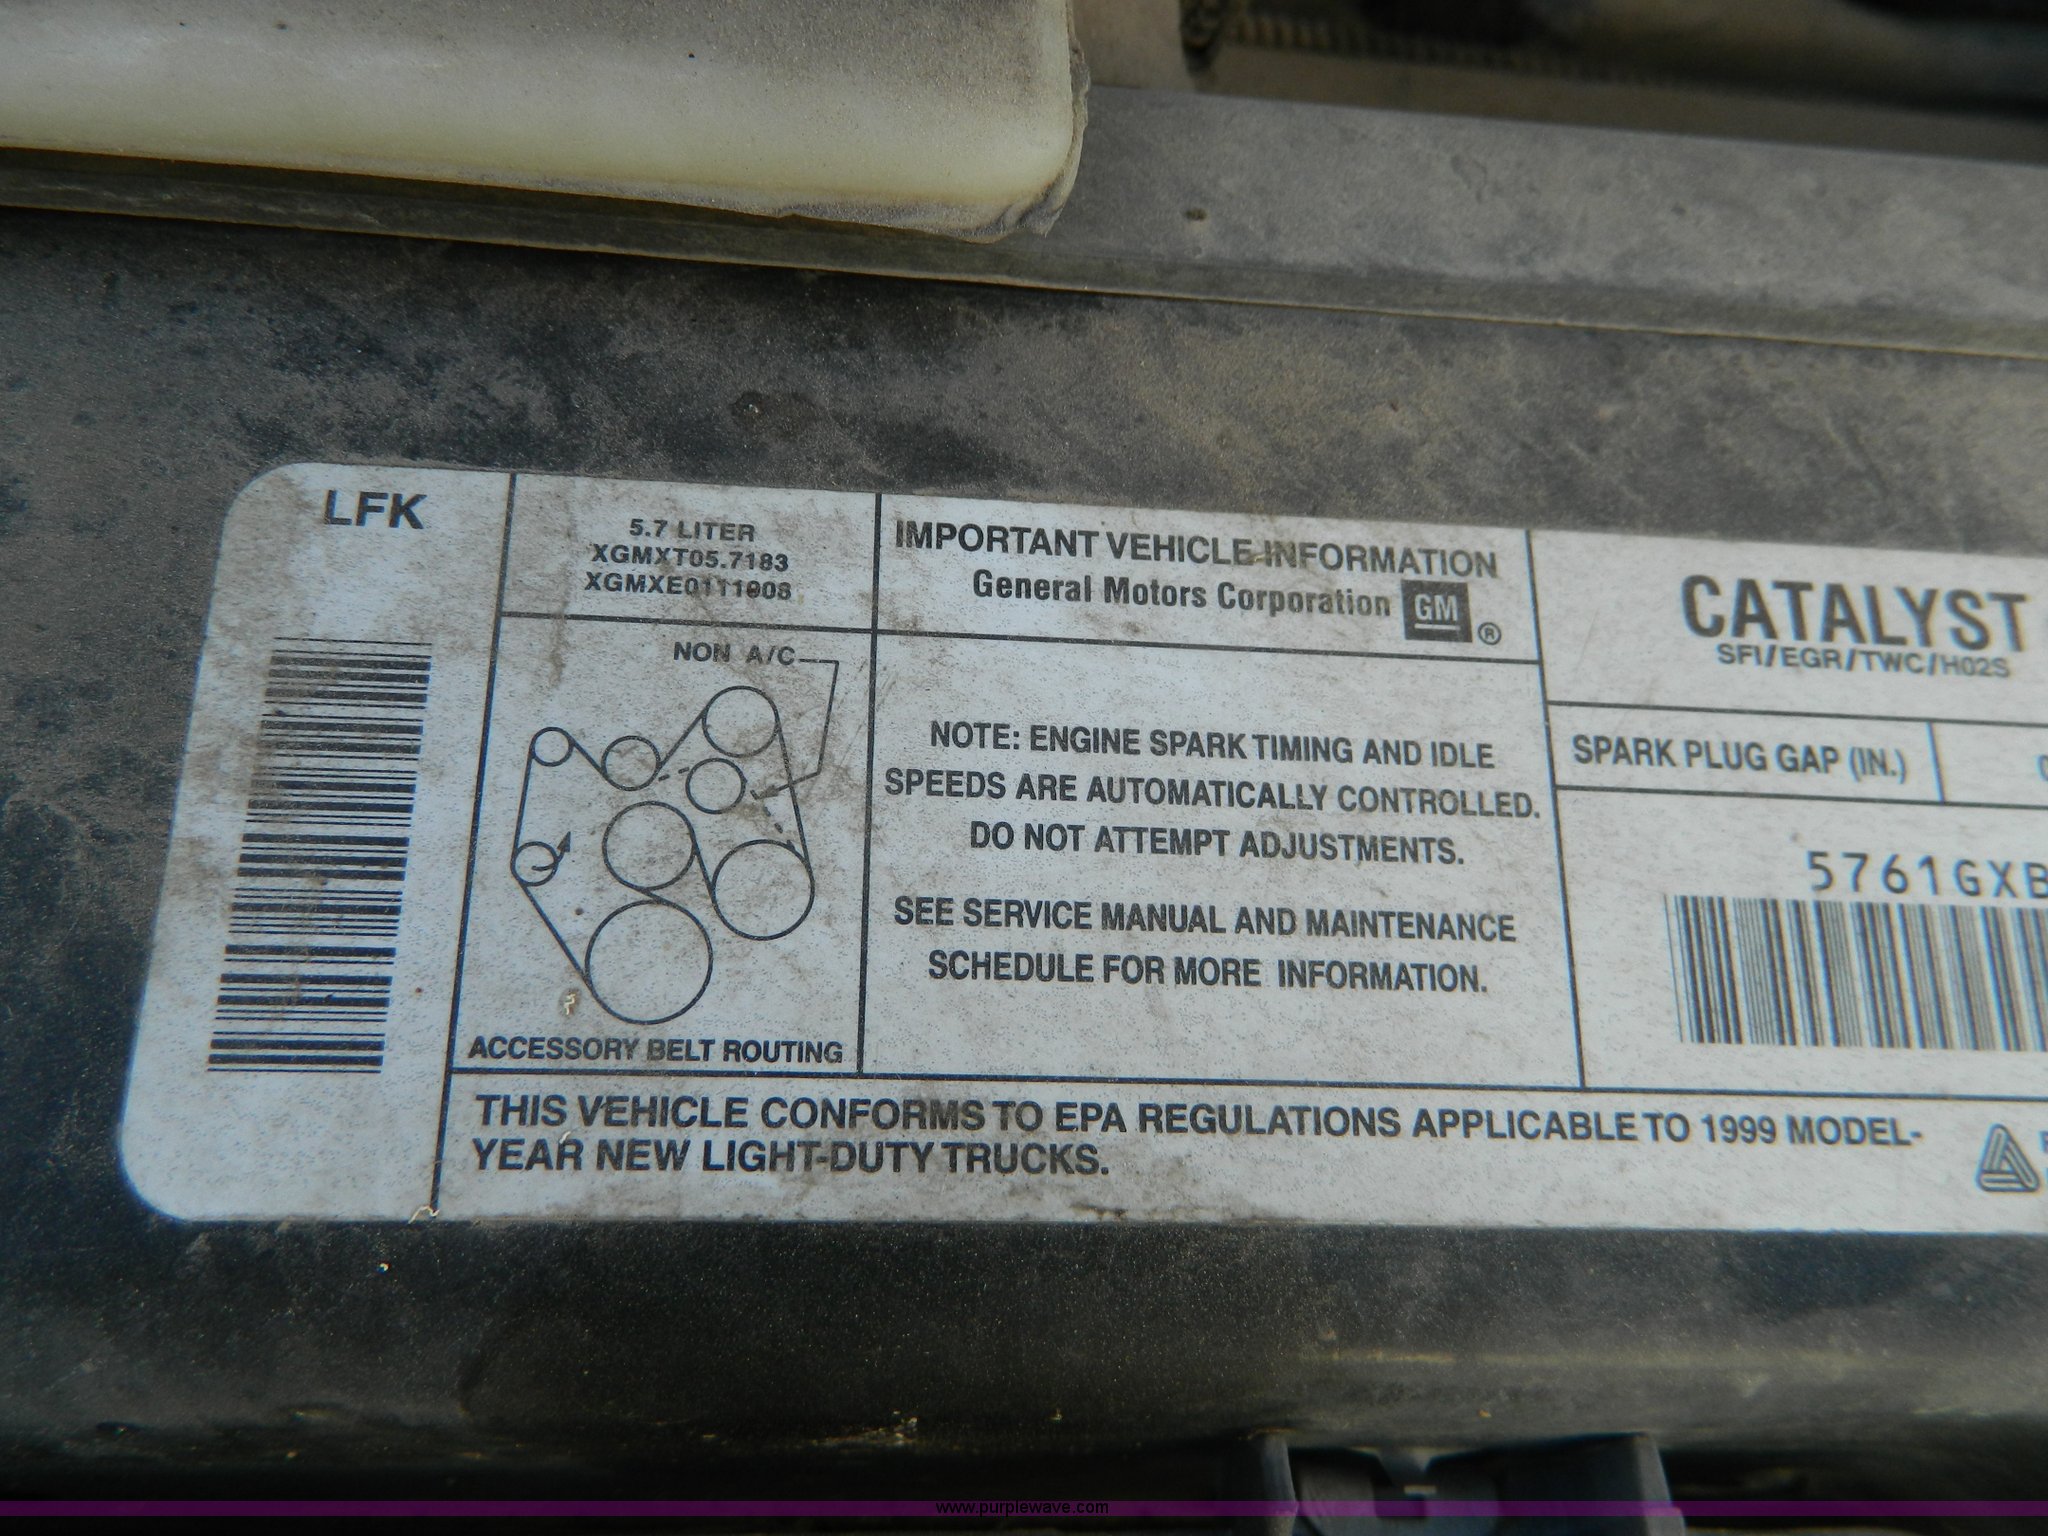 LFK
5.7 LITER
XGMXT05.7183
XGMXE0111908
NON A/C
ACCESSORY BELT ROUTING
IMPORTANT VEHICLE INFORMATION
General Motors Corporation GM ®
NOTE: ENGINE SPARK TIMING AND IDLE
SPEEDS ARE AUTOMATICALLY CONTROLLED.
DO NOT ATTEMPT ADJUSTMENTS.
SEE SERVICE MANUAL AND MAINTENANCE
SCHEDULE FOR MORE INFORMATION.
CATALYST
SFI/EGR/TWC/HO2S
SPARK PLUG GAP (IN.)
5761GXB
THIS VEHICLE CONFORMS TO EPA REGULATIONS APPLICABLE TO 1999 MODEL-
YEAR NEW LIGHT-DUTY TRUCKS.
www.purplewave.com